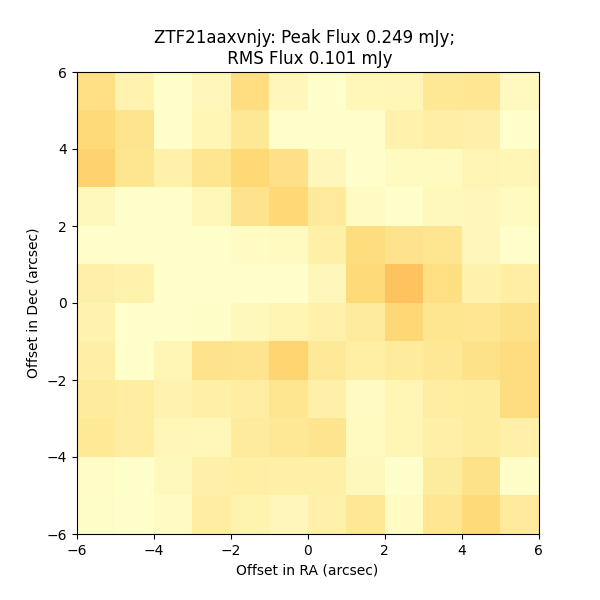 ZTF21aaxvnjy: Peak Flux 0.249 mJy;
RMS Flux 0.101 mJy
6
4
2
0
−2
−4
−6
Offset in Dec (arcsec)
−6 −4 −2 0 2 4 6
Offset in RA (arcsec)